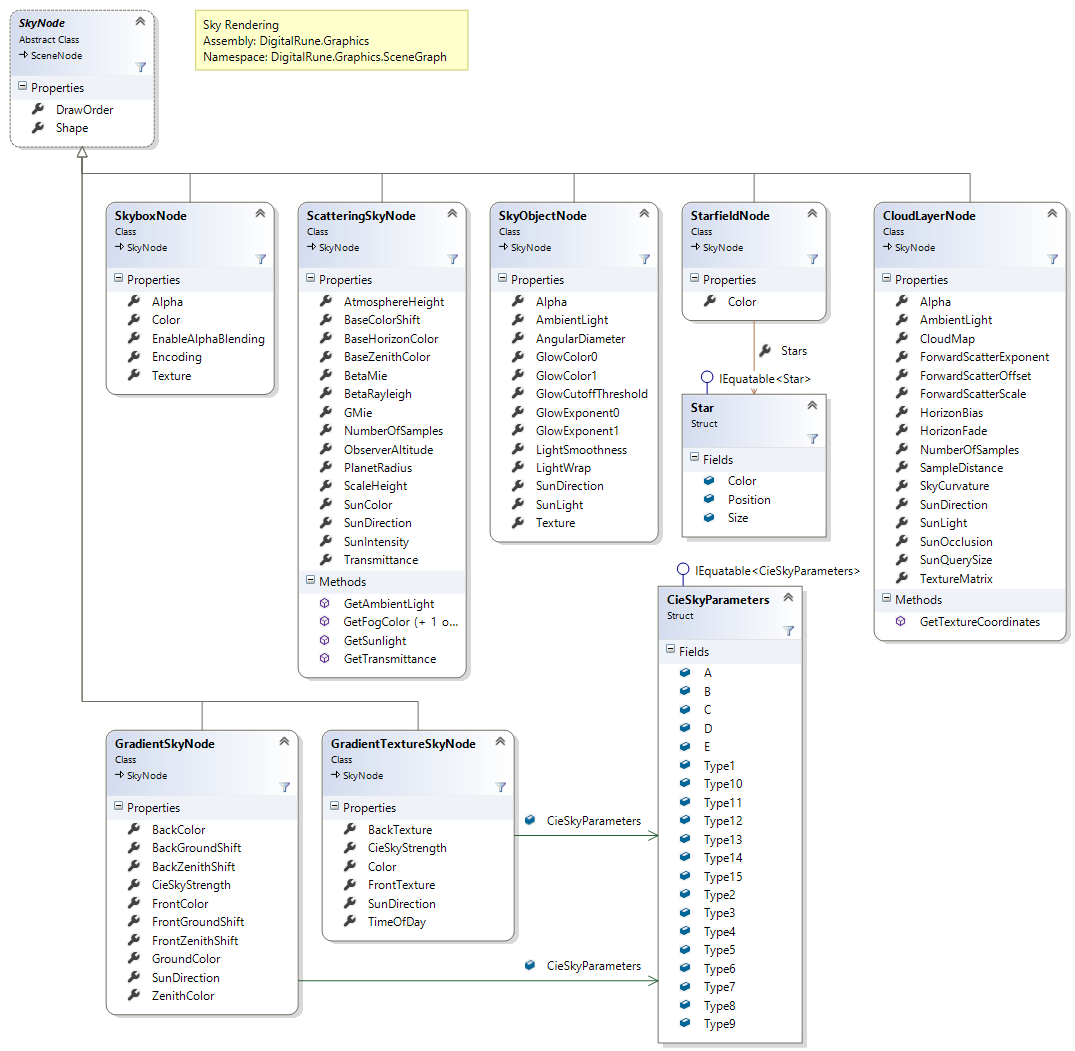 SkyNode
Abstract Class
SceneNode
Properties
DrawOrder
Shape
Sky Rendering
Assembly: DigitalRune.Graphics
Namespace: DigitalRune.Graphics.SceneGraph
SkyboxNode
Class
SkyNode
Properties
Alpha
Color
EnableAlphaBlending
Encoding
Texture
ScatteringSkyNode
Class
SkyNode
Properties
AtmosphereHeight
BaseColorShift
BaseHorizonColor
BaseZenithColor
BetaMie
BetaRayleigh
GMie
NumberOfSamples
ObserverAltitude
PlanetRadius
ScaleHeight
SunColor
SunDirection
SunIntensity
Transmittance
Methods
GetAmbientLight
GetFogColor (+ 1 o...
GetSunlight
GetTransmittance
SkyObjectNode
Class
SkyNode
Properties
Alpha
AmbientLight
AngularDiameter
GlowColor0
GlowColor1
GlowCutoffThreshold
GlowExponent0
GlowExponent1
LightSmoothness
LightWrap
SunDirection
SunLight
Texture
StarfieldNode
Class
SkyNode
Properties
Color
Stars
IEquatable<Star>
Star
Struct
Fields
Color
Position
Size
CloudLayerNode
Class
SkyNode
Properties
Alpha
AmbientLight
CloudMap
ForwardScatterExponent
ForwardScatterOffset
ForwardScatterScale
HorizonBias
HorizonFade
NumberOfSamples
SampleDistance
SkyCurvature
SunDirection
SunLight
SunOcclusion
SunQuerySize
TextureMatrix
Methods
GetTextureCoordinates
IEquatable<CieSkyParameters>
CieSkyParameters
Struct
Fields
A
B
C
D
E
Type1
Type10
Type11
Type12
Type13
Type14
Type15
Type2
Type3
Type4
Type5
Type6
Type7
Type8
Type9
GradientSkyNode
Class
SkyNode
Properties
BackColor
BackGroundShift
BackZenithShift
CieSkyStrength
FrontColor
FrontGroundShift
FrontZenithShift
GroundColor
SunDirection
ZenithColor
GradientTextureSkyNode
Class
SkyNode
Properties
BackTexture
CieSkyStrength
Color
FrontTexture
SunDirection
TimeOfDay
CieSkyParameters
CieSkyParameters